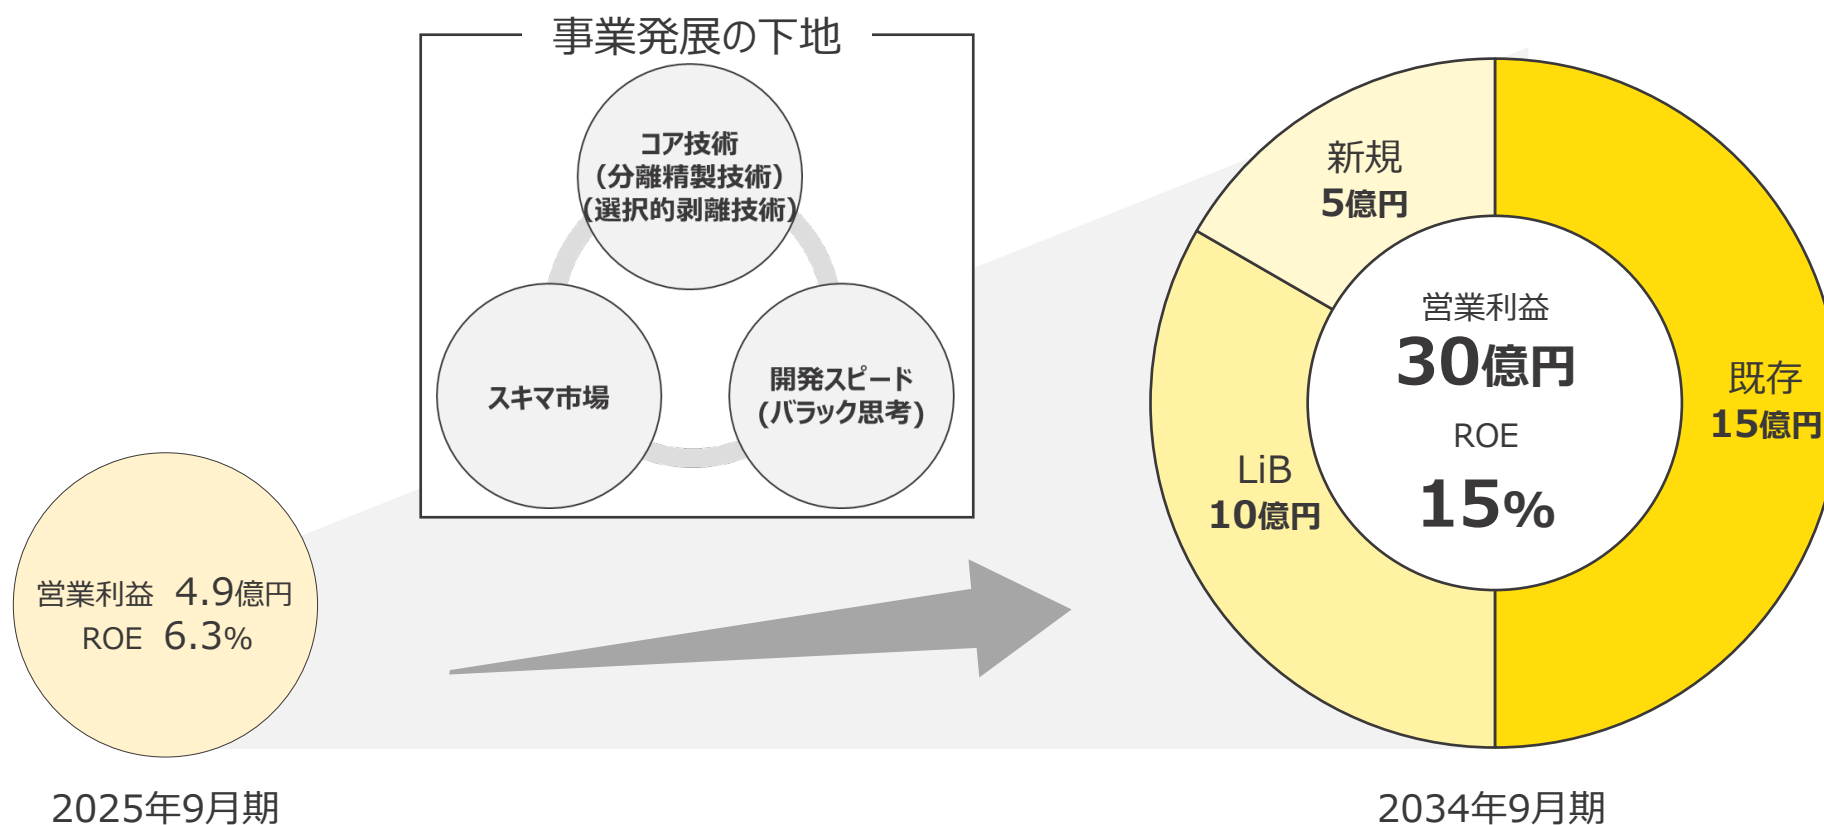 事業発展の下地
コア技術
(分離精製技術)
(選択的剥離技術)
スキマ市場
開発スピード
(バラック思考)
営業利益 4.9億円
ROE 6.3%
2025年9月期
新規
5億円
営業利益
30億円
ROE
15%
既存
15億円
LiB
10億円
2034年9月期